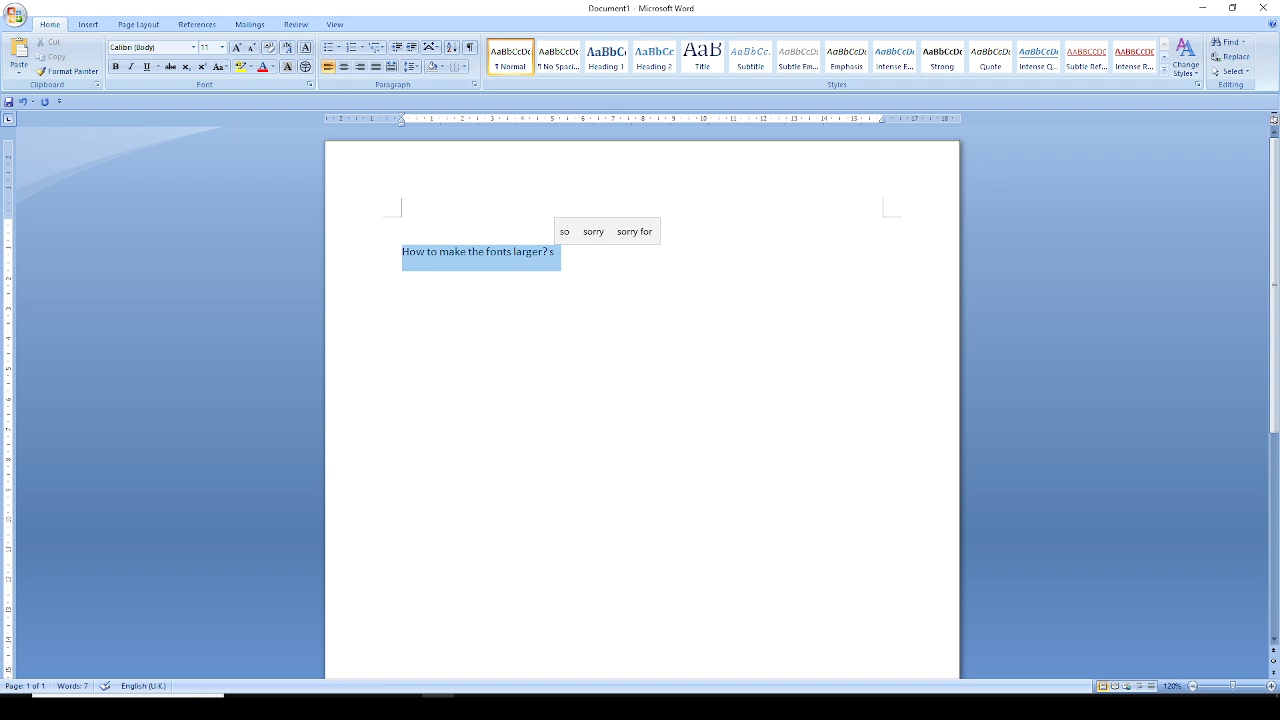 Document1 - Microsoft Word
Home Insert Page Layout References Mailings Review View
Paste
Cut
Copy
Format Painter
Clipboard
Calibri (Body) 11
Font
Paragraph
AaBbCcDc AaBbCcDc AaBbC AaBbCc AaB AaBbCc. AaBbCcDc AaBbCcDc AaBbCcDc AaBbCcDc AaBbCcDc AaBbCcDc AABBCCDC AABBCCDC
¶ Normal ¶ No Spaci... Heading 1 Heading 2 Title Subtitle Subtle Em... Emphasis Intense E... Strong Quote Intense Q... Subtle Ref... Intense R...
Change
Styles
Styles
Find
Replace
Select
Editing
so sorry sorry for
How to make the fonts larger? s
Page: 1 of 1 Words: 7 English (U.K.) 120%